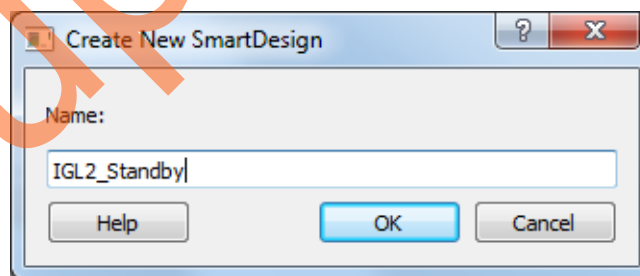 Create New SmartDesign
Name:
IGL2_Standby
Help
OK
Cancel